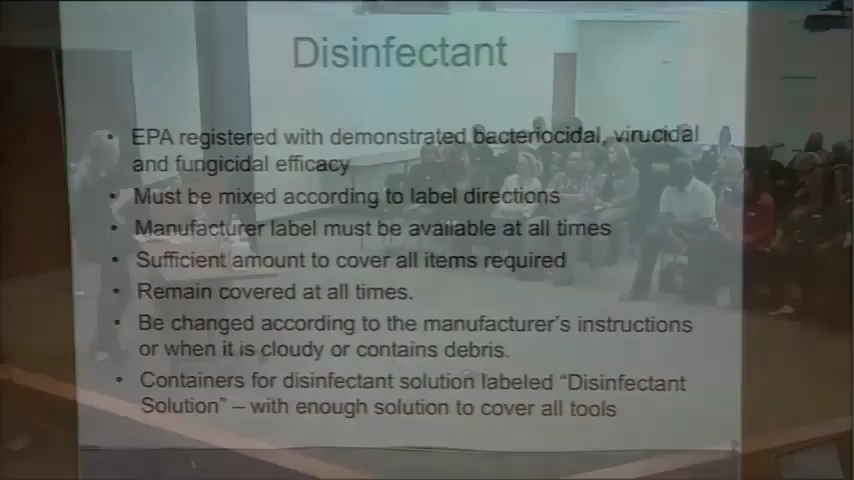 Disinfectant
• EPA registered with demonstrated bacteriocidal, virucidal
and fungicidal efficacy
• Must be mixed according to label directions
• Manufacturer label must be available at all times
• Sufficient amount to cover all items required
• Remain covered at all times.
• Be changed according to the manufacturer's instructions
or when it is cloudy or contains debris.
• Containers for disinfectant solution labeled “Disinfectant
Solution” – with enough solution to cover all tools